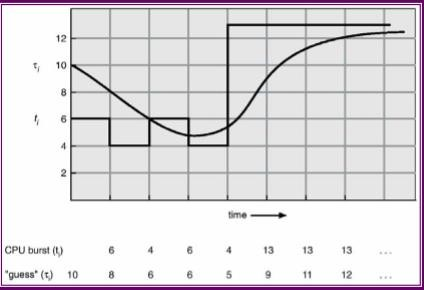 12
τi 10
8
ti 6
4
2
time
CPU burst (ti) 6 4 6 4 13 13 13 ...
"guess" (τi) 10 8 6 6 5 9 11 12 ...